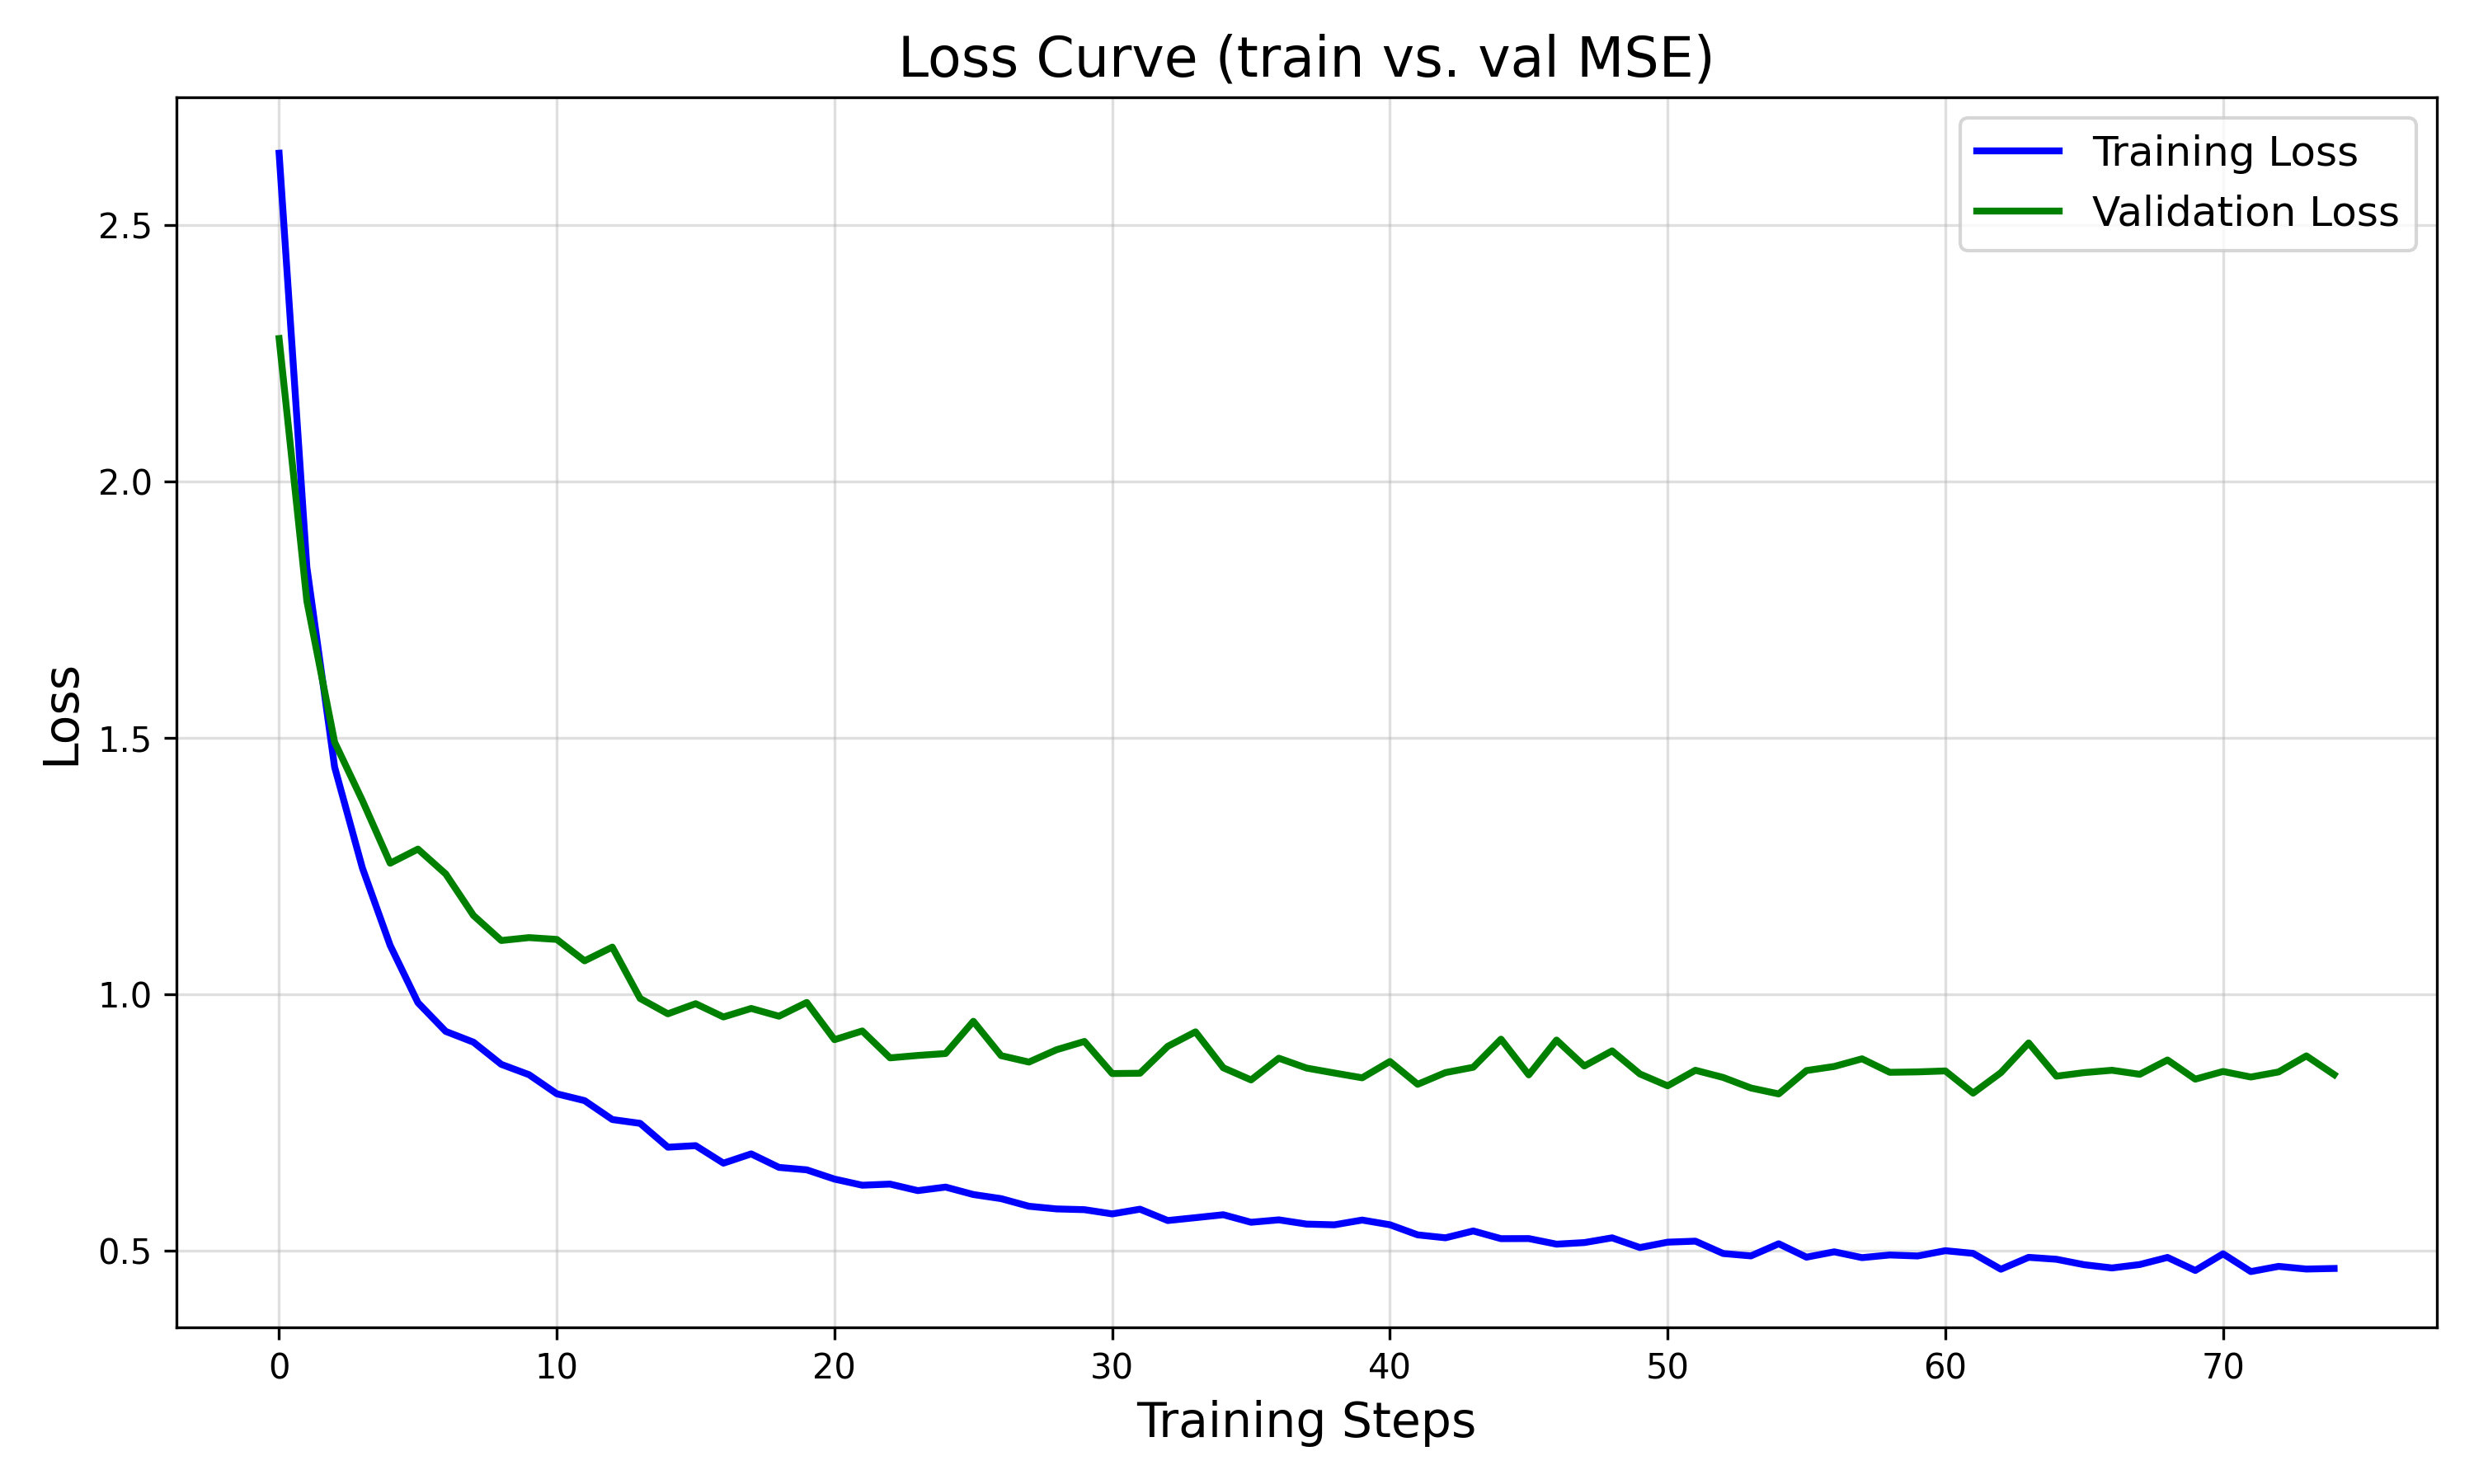 Loss Curve (train vs. val MSE)
Training Loss
Validation Loss
2.5
2.0
1.5
1.0
0.5
Loss
0 10 20 30 40 50 60 70
Training Steps